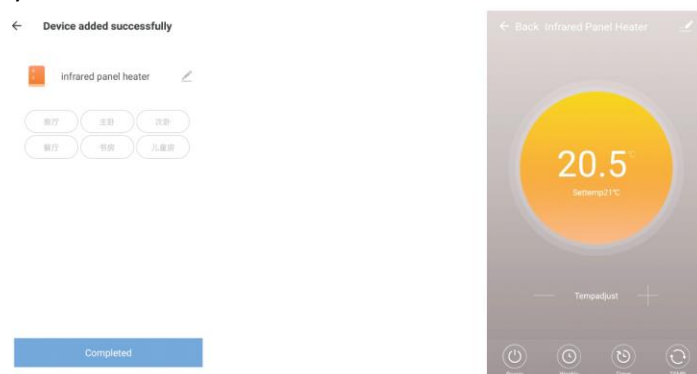 Device added successfully
infrared panel heater
客厅 主卧 次卧
餐厅 书房 儿童房
Completed
Back Infrared Panel Heater
20.5℃
Settemp21℃
Tempadjust